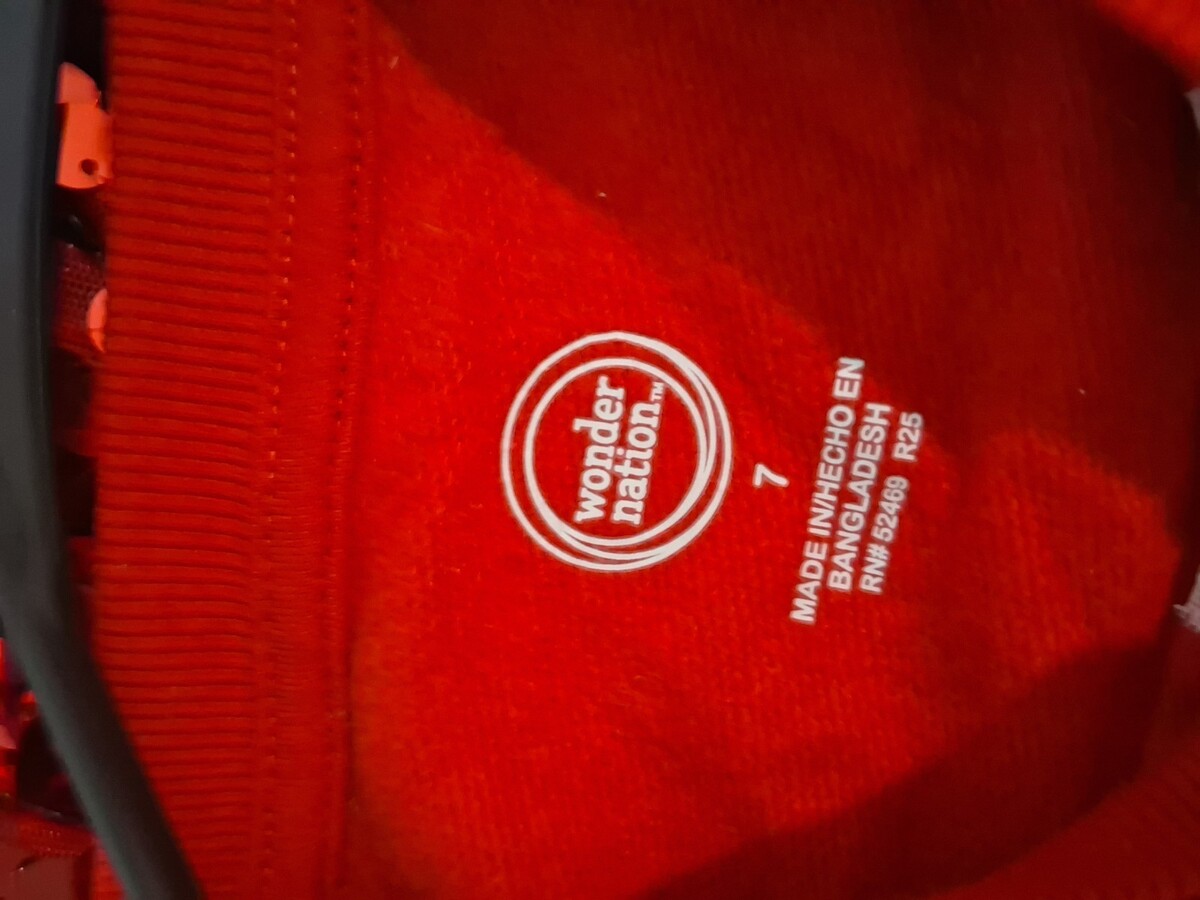 wonder
nation™
7
MADE IN/HECHO EN
BANGLADESH
RN# 52469 R25